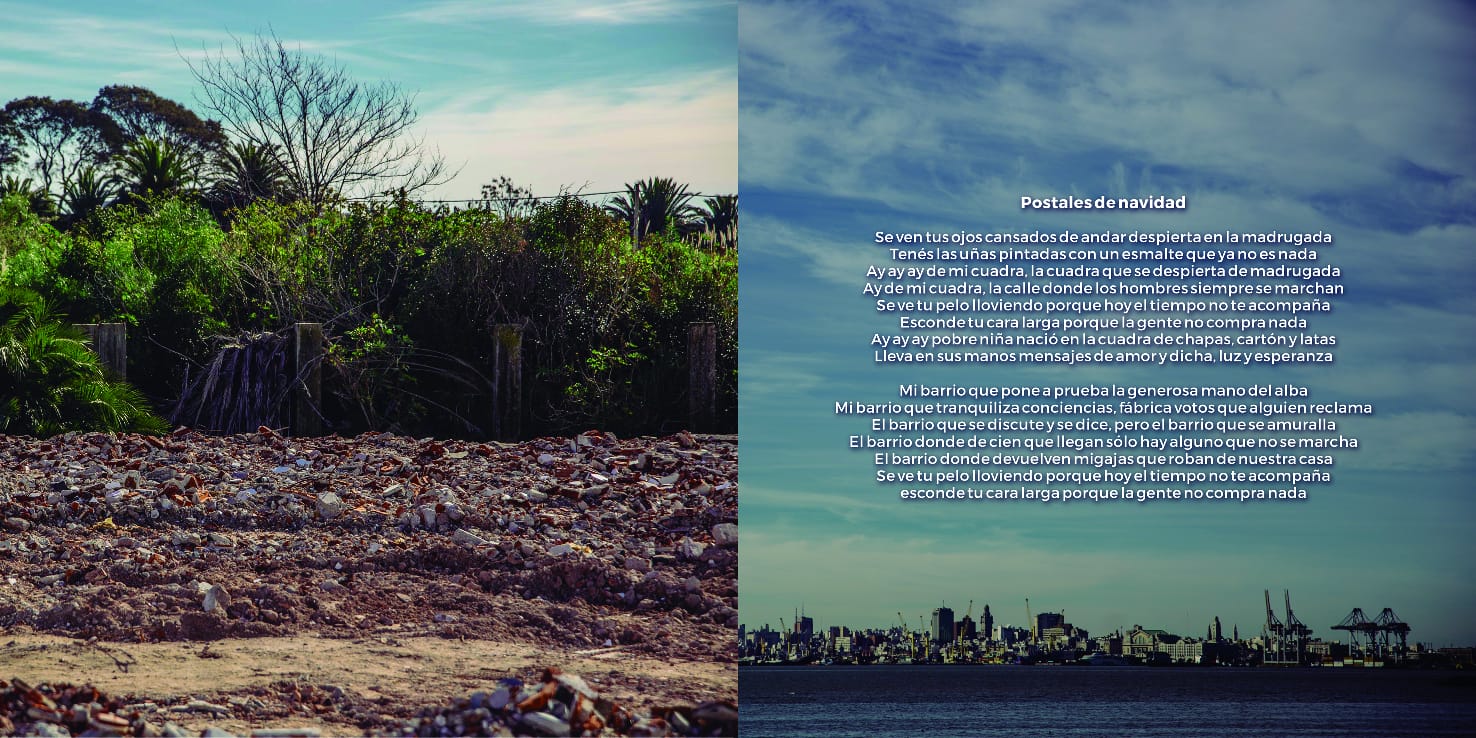 Postales de navidad
Se ven tus ojos cansados de andar despierta en la madrugada
Tenés las uñas pintadas con un esmalte que ya no es nada
Ay ay ay de mi cuadra, la cuadra que se despierta de madrugada
Ay de mi cuadra, la calle donde los hombres siempre se marchan
Se ve tu pelo lloviendo porque hoy el tiempo no te acompaña
Esconde tu cara larga porque la gente no compra nada
Ay ay ay pobre niña nació en la cuadra de chapas, cartón y latas
Lleva en sus manos mensajes de amor y dicha, luz y esperanza
Mi barrio que pone a prueba la generosa mano del alba
Mi barrio que tranquiliza conciencias, fábrica votos que alguien reclama
El barrio que se discute y se dice, pero el barrio que se amuralla
El barrio donde de cien que llegan sólo hay alguno que no se marcha
El barrio donde devuelven migajas que roban de nuestra casa
Se ve tu pelo lloviendo porque hoy el tiempo no te acompaña
esconde tu cara larga porque la gente no compra nada